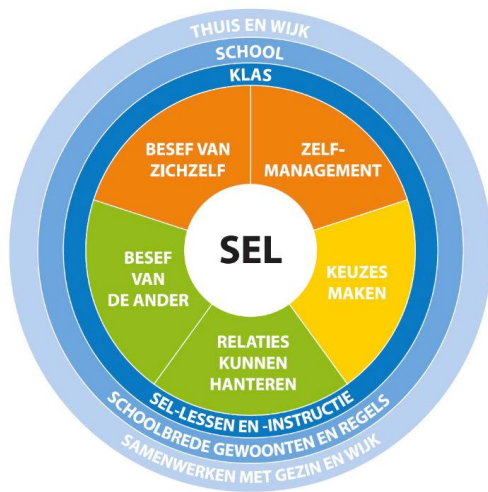 THUIS EN WIJK
SCHOOL
KLAS
BESEF VAN
ZICHZELF
ZELF-
MANAGEMENT
SEL
BESEF
VAN
DE ANDER
KEUZES
MAKEN
RELATIES
KUNNEN
HANTEREN
SEL-LESSEN EN -INSTRUCTIE
SCHOOLBREDE GEWOONTEN EN REGELS
SAMENWERKEN MET GEZIN EN WIJK